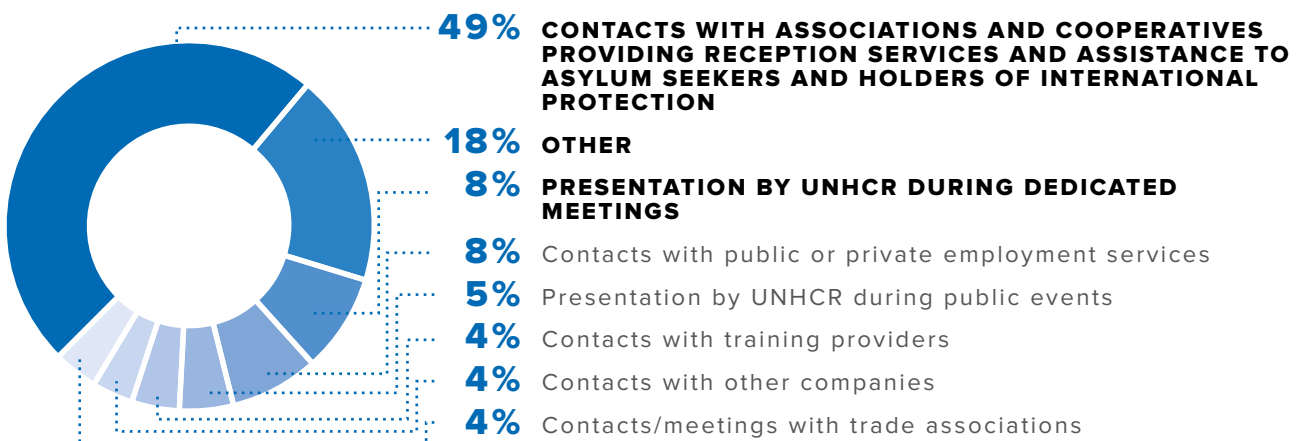 49% CONTACTS WITH ASSOCIATIONS AND COOPERATIVES
PROVIDING RECEPTION SERVICES AND ASSISTANCE TO
ASYLUM SEEKERS AND HOLDERS OF INTERNATIONAL
PROTECTION
18% OTHER
8% PRESENTATION BY UNHCR DURING DEDICATED
MEETINGS
8% Contacts with public or private employment services
5% Presentation by UNHCR during public events
4% Contacts with training providers
4% Contacts with other companies
4% Contacts/meetings with trade associations